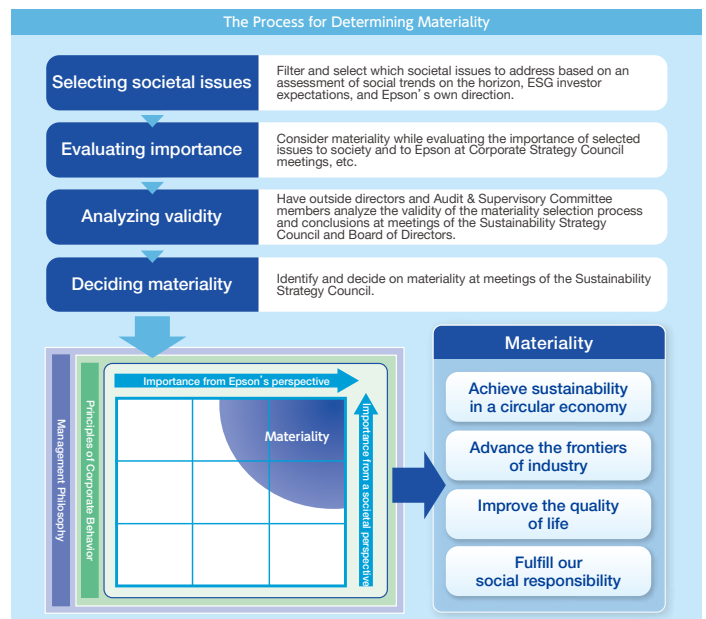 The Process for Determining Materiality
Selecting societal issues
Filter and select which societal issues to address based on an
assessment of social trends on the horizon, ESG investor
expectations, and Epson's own direction.
Evaluating importance
Consider materiality while evaluating the importance of selected
issues to society and to Epson at Corporate Strategy Council
meetings, etc.
Analyzing validity
Have outside directors and Audit & Supervisory Committee
members analyze the validity of the materiality selection process
and conclusions at meetings of the Sustainability Strategy
Council and Board of Directors.
Deciding materiality
Identify and decide on materiality at meetings of the Sustainability
Strategy Council.
Management Philosophy
Principles of Corporate Behavior
Importance from Epson's perspective
Importance from a societal perspective
Materiality
Materiality
Achieve sustainability
in a circular economy
Advance the frontiers
of industry
Improve the quality
of life
Fulfill our
social responsibility